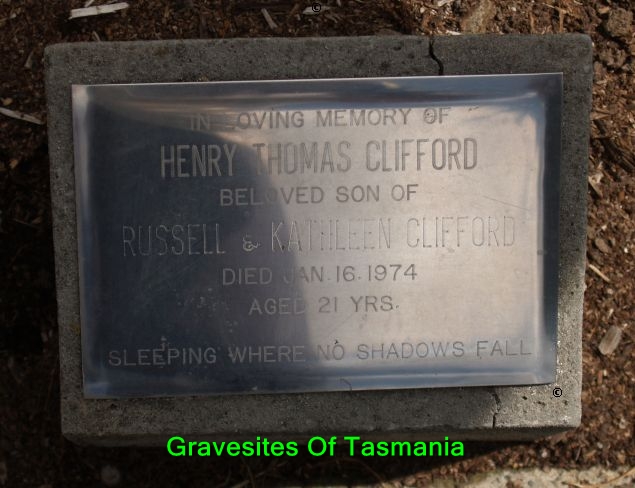 ©
IN LOVING MEMORY OF
HENRY THOMAS CLIFFORD
BELOVED SON OF
RUSSELL & KATHLEEN CLIFFORD
DIED JAN. 16. 1974
AGED 21 YRS.
SLEEPING WHERE NO SHADOWS FALL
©
Gravesites Of Tasmania